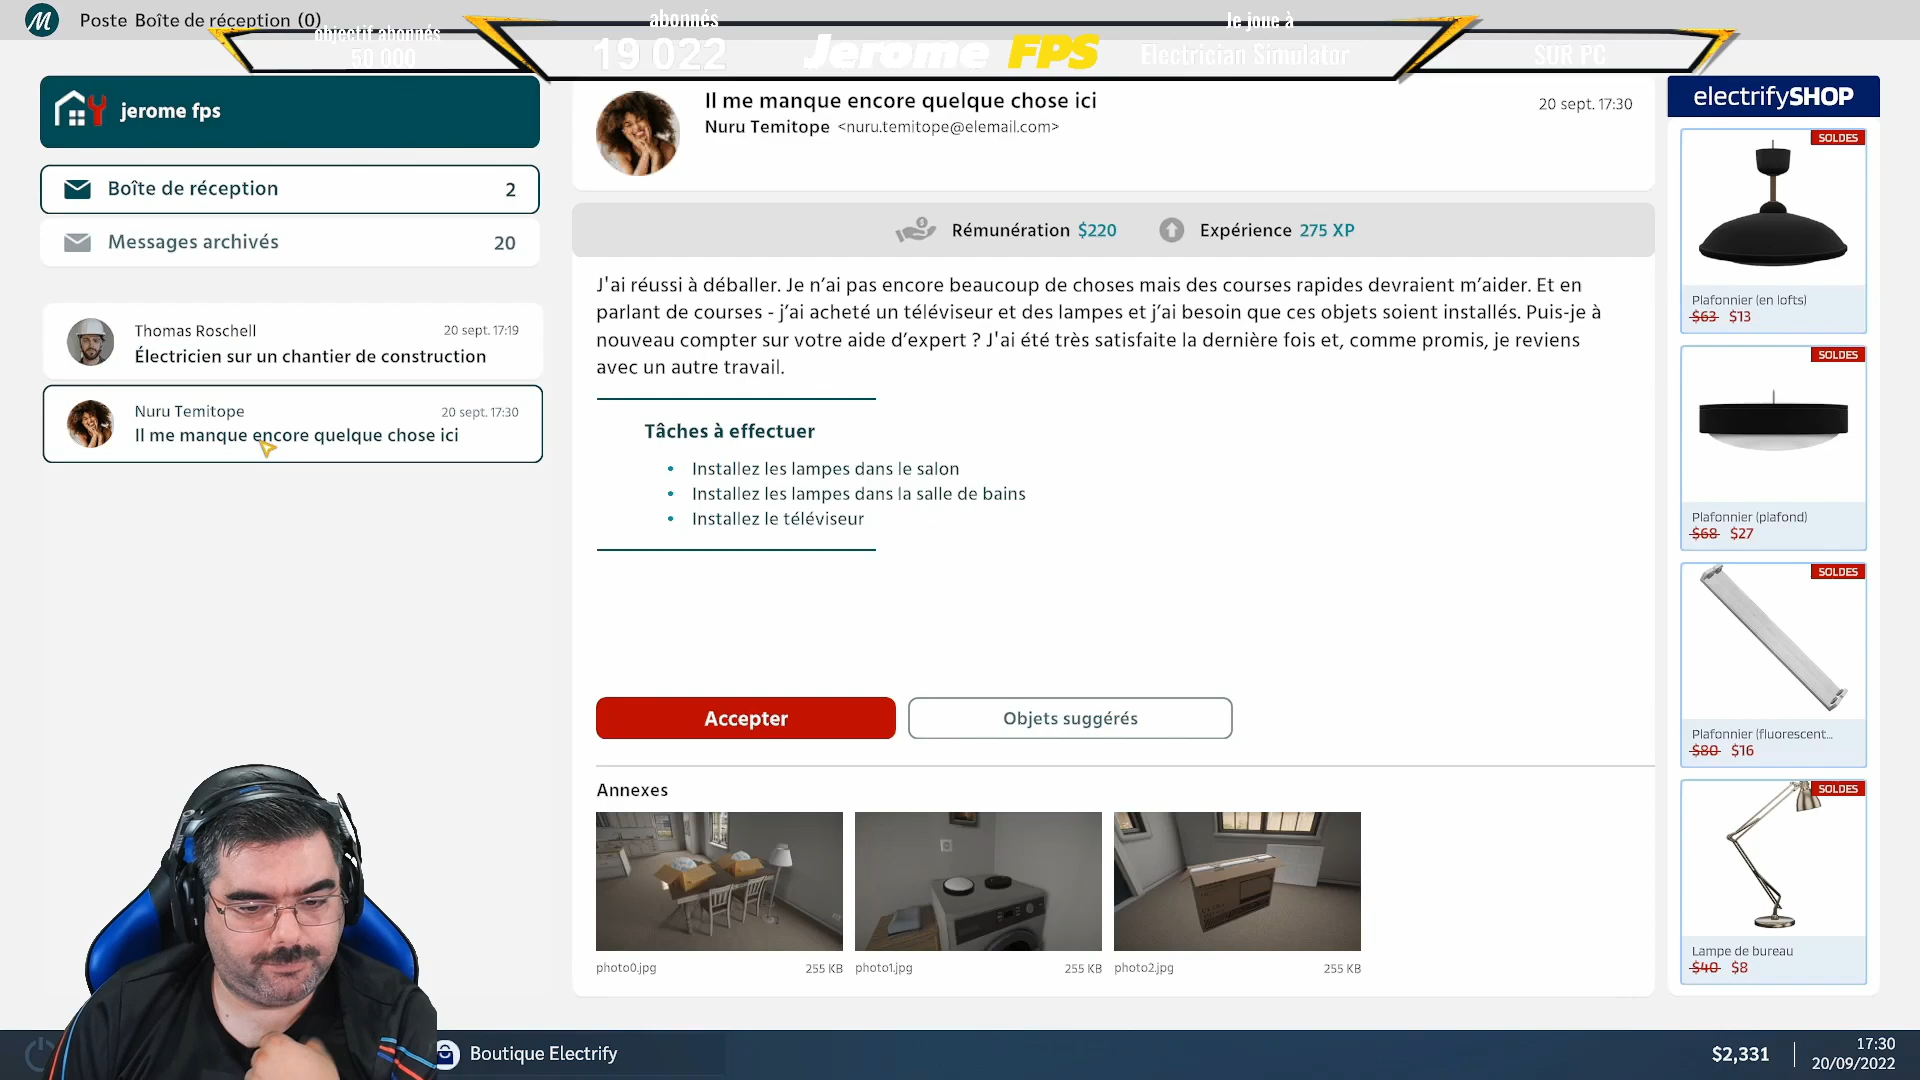 Poste Boîte de réception (0)
objectif abonnés
50 000
abonnés
19 022
Jerome FPS
Je joue à
Electrician Simulator
SUR PC
jerome fps
Boîte de réception 2
Messages archivés 20
Thomas Roschell 20 sept. 17:19
Électricien sur un chantier de construction
Nuru Temitope 20 sept. 17:30
Il me manque encore quelque chose ici
Il me manque encore quelque chose ici 20 sept. 17:30
Nuru Temitope <nuru.temitope@elemail.com>
Rémunération $220 Expérience 275 XP
J'ai réussi à déballer. Je n’ai pas encore beaucoup de choses mais des courses rapides devraient m’aider. Et en
parlant de courses - j’ai acheté un téléviseur et des lampes et j’ai besoin que ces objets soient installés. Puis-je à
nouveau compter sur votre aide d’expert ? J'ai été très satisfaite la dernière fois et, comme promis, je reviens
avec un autre travail.
Tâches à effectuer
• Installez les lampes dans le salon
• Installez les lampes dans la salle de bains
• Installez le téléviseur
Accepter Objets suggérés
Annexes
photo0.jpg 255 KB photo1.jpg 255 KB photo2.jpg 255 KB
electrifySHOP
SOLDES
Plafonnier (en lofts)
$63 $13
SOLDES
Plafonnier (plafond)
$68 $27
SOLDES
Plafonnier (fluorescent...
$80 $16
SOLDES
Lampe de bureau
$40 $8
Boutique Electrify
$2,331
17:30
20/09/2022